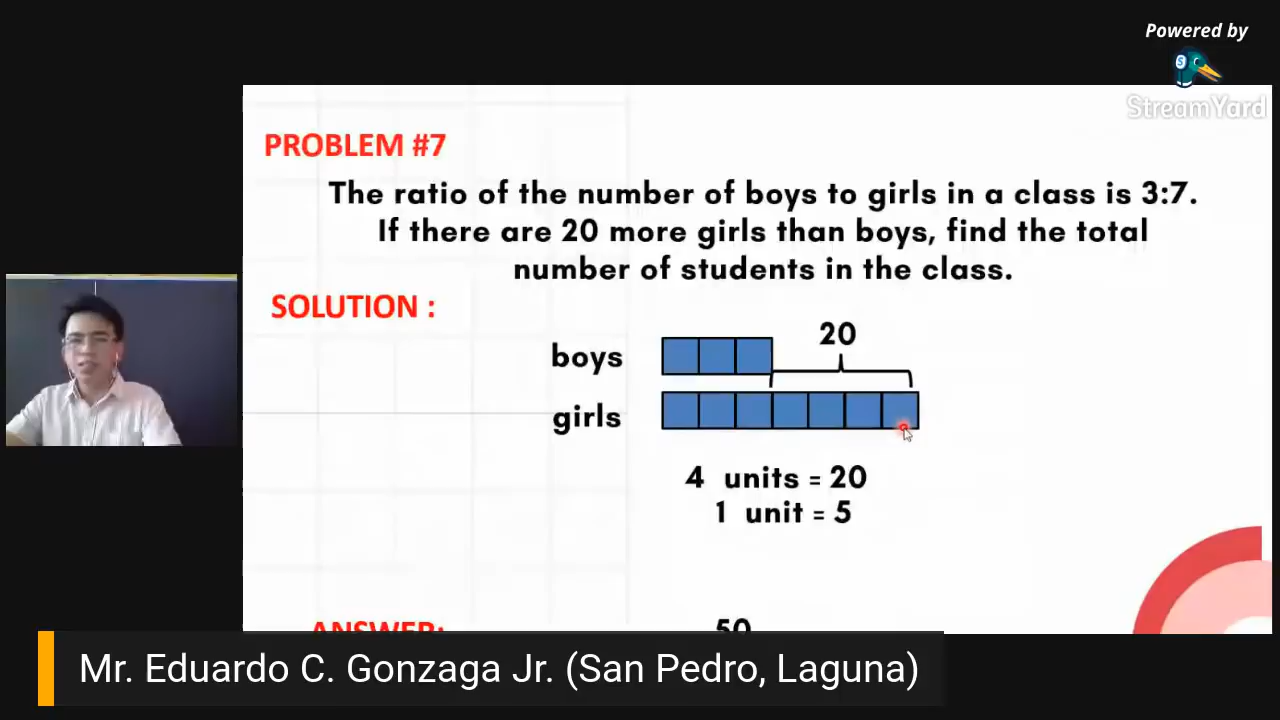 Powered by
StreamYard
PROBLEM #7
The ratio of the number of boys to girls in a class is 3:7.
If there are 20 more girls than boys, find the total
number of students in the class.
SOLUTION :
20
boys
girls
4 units = 20
1 unit = 5
ANSWER:
50
Mr. Eduardo C. Gonzaga Jr. (San Pedro, Laguna)